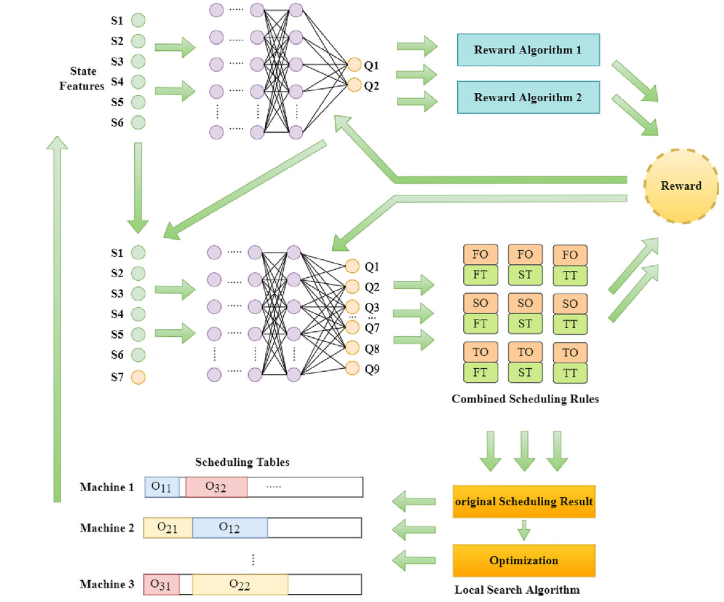 S1
S2
S3
S4
S5
S6
State
Features
.....
Q1
Q2
Reward Algorithm 1
Reward Algorithm 2
Reward
S1
S2
S3
S4
S5
S6
S7
Q1
Q2
Q3
Q7
Q8
Q9
FO FO FO
FT ST TT
SO SO SO
FT ST TT
TO TO TO
FT ST TT
Combined Scheduling Rules
Scheduling Tables
Machine 1 O11 O32 .....
Machine 2 O21 O12
Machine 3 O31 O22
original Scheduling Result
Optimization
Local Search Algorithm